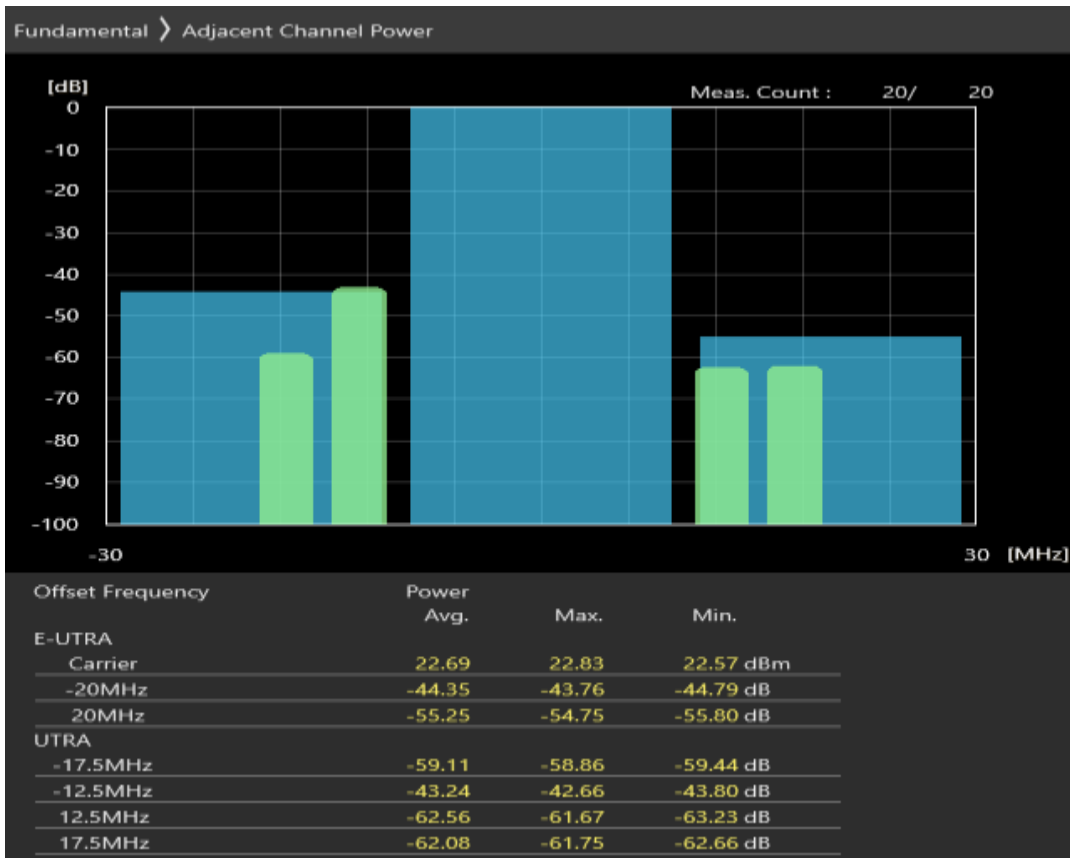 Fundamental 〉 Adjacent Channel Power
[dB]
Meas. Count : 20/ 20
0
-10
-20
-30
-40
-50
-60
-70
-80
-90
-100
-30 30 [MHz]
Offset Frequency Power
Avg. Max. Min.
E-UTRA
Carrier 22.69 22.83 22.57 dBm
-20MHz -44.35 -43.76 -44.79 dB
20MHz -55.25 -54.75 -55.80 dB
UTRA
-17.5MHz -59.11 -58.86 -59.44 dB
-12.5MHz -43.24 -42.66 -43.80 dB
12.5MHz -62.56 -61.67 -63.23 dB
17.5MHz -62.08 -61.75 -62.66 dB